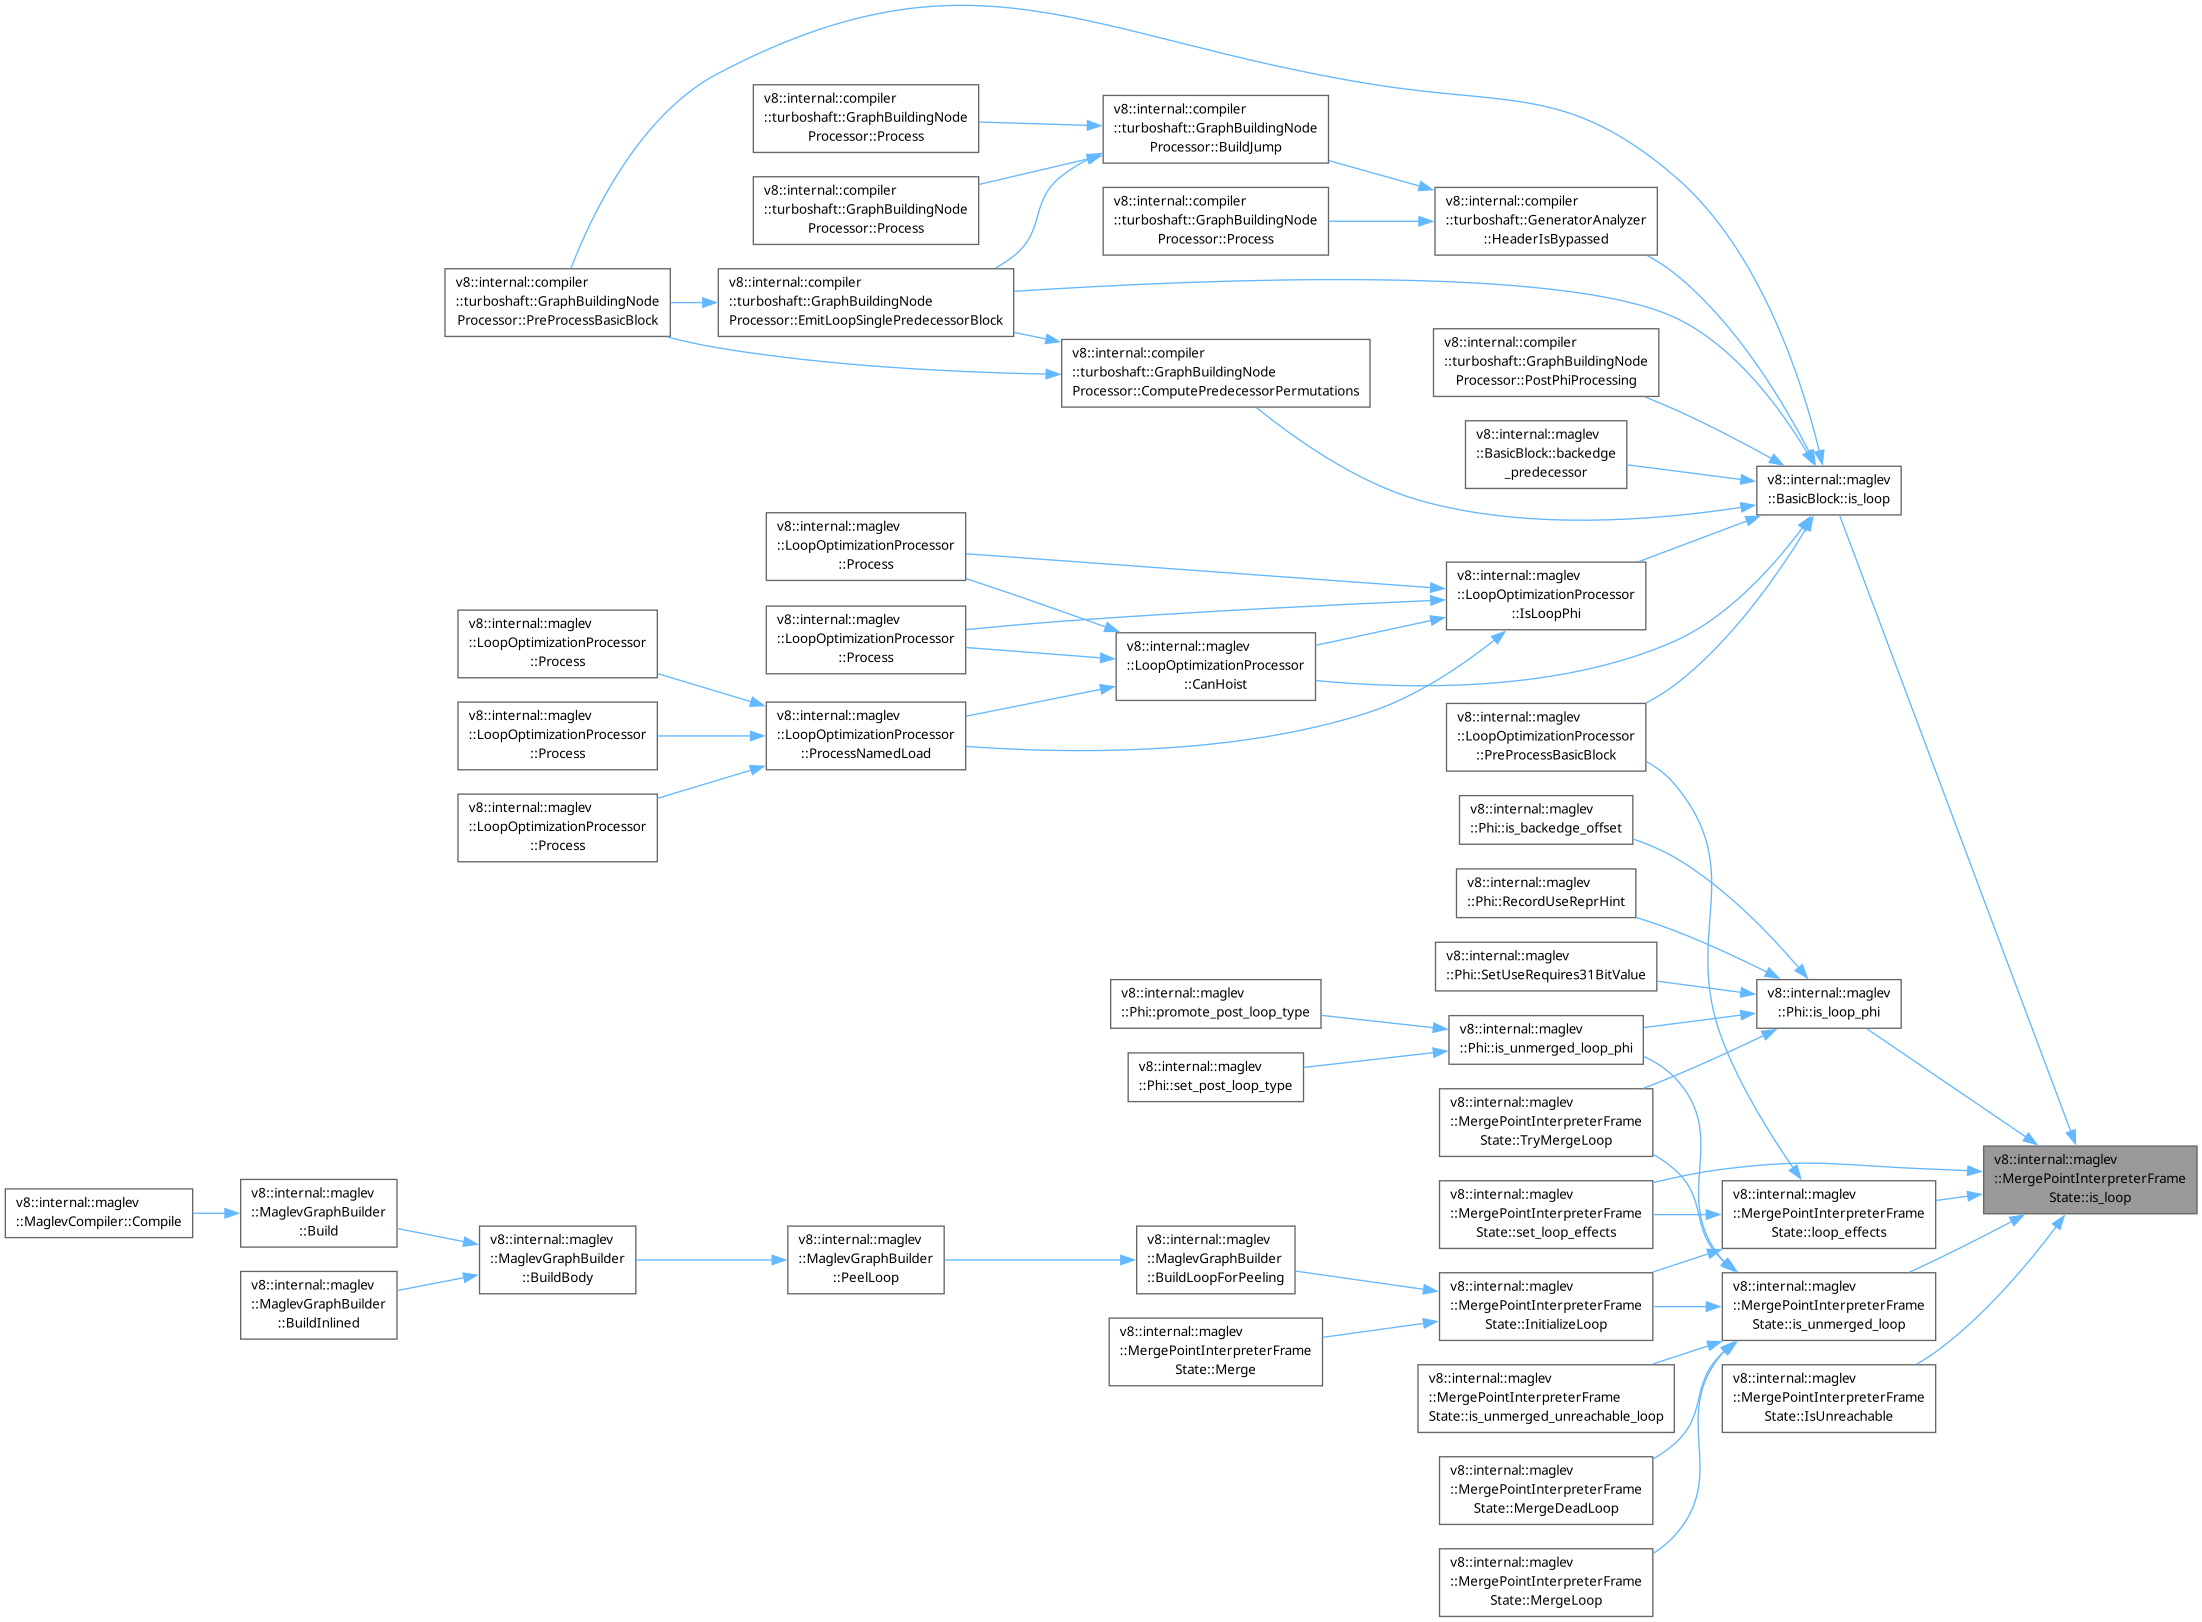 v8::internal::compiler
::turboshaft::GraphBuildingNode
Processor::Process
v8::internal::compiler
::turboshaft::GraphBuildingNode
Processor::BuildJump
v8::internal::compiler
::turboshaft::GraphBuildingNode
Processor::Process
v8::internal::compiler
::turboshaft::GraphBuildingNode
Processor::Process
v8::internal::compiler
::turboshaft::GeneratorAnalyzer
::HeaderIsBypassed
v8::internal::compiler
::turboshaft::GraphBuildingNode
Processor::PreProcessBasicBlock
v8::internal::compiler
::turboshaft::GraphBuildingNode
Processor::EmitLoopSinglePredecessorBlock
v8::internal::compiler
::turboshaft::GraphBuildingNode
Processor::ComputePredecessorPermutations
v8::internal::compiler
::turboshaft::GraphBuildingNode
Processor::PostPhiProcessing
v8::internal::maglev
::BasicBlock::backedge
_predecessor
v8::internal::maglev
::BasicBlock::is_loop
v8::internal::maglev
::LoopOptimizationProcessor
::Process
v8::internal::maglev
::LoopOptimizationProcessor
::IsLoopPhi
v8::internal::maglev
::LoopOptimizationProcessor
::Process
v8::internal::maglev
::LoopOptimizationProcessor
::Process
v8::internal::maglev
::LoopOptimizationProcessor
::CanHoist
v8::internal::maglev
::LoopOptimizationProcessor
::Process
v8::internal::maglev
::LoopOptimizationProcessor
::ProcessNamedLoad
v8::internal::maglev
::LoopOptimizationProcessor
::PreProcessBasicBlock
v8::internal::maglev
::LoopOptimizationProcessor
::Process
v8::internal::maglev
::Phi::is_backedge_offset
v8::internal::maglev
::Phi::RecordUseReprHint
v8::internal::maglev
::Phi::SetUseRequires31BitValue
v8::internal::maglev
::Phi::promote_post_loop_type
v8::internal::maglev
::Phi::is_loop_phi
v8::internal::maglev
::Phi::is_unmerged_loop_phi
v8::internal::maglev
::Phi::set_post_loop_type
v8::internal::maglev
::MergePointInterpreterFrame
State::TryMergeLoop
v8::internal::maglev
::MergePointInterpreterFrame
State::is_loop
v8::internal::maglev
::MaglevCompiler::Compile
v8::internal::maglev
::MaglevGraphBuilder
::Build
v8::internal::maglev
::MergePointInterpreterFrame
State::set_loop_effects
v8::internal::maglev
::MergePointInterpreterFrame
State::loop_effects
v8::internal::maglev
::MaglevGraphBuilder
::BuildBody
v8::internal::maglev
::MaglevGraphBuilder
::PeelLoop
v8::internal::maglev
::MaglevGraphBuilder
::BuildLoopForPeeling
v8::internal::maglev
::MaglevGraphBuilder
::BuildInlined
v8::internal::maglev
::MergePointInterpreterFrame
State::InitializeLoop
v8::internal::maglev
::MergePointInterpreterFrame
State::is_unmerged_loop
v8::internal::maglev
::MergePointInterpreterFrame
State::Merge
v8::internal::maglev
::MergePointInterpreterFrame
State::is_unmerged_unreachable_loop
v8::internal::maglev
::MergePointInterpreterFrame
State::IsUnreachable
v8::internal::maglev
::MergePointInterpreterFrame
State::MergeDeadLoop
v8::internal::maglev
::MergePointInterpreterFrame
State::MergeLoop